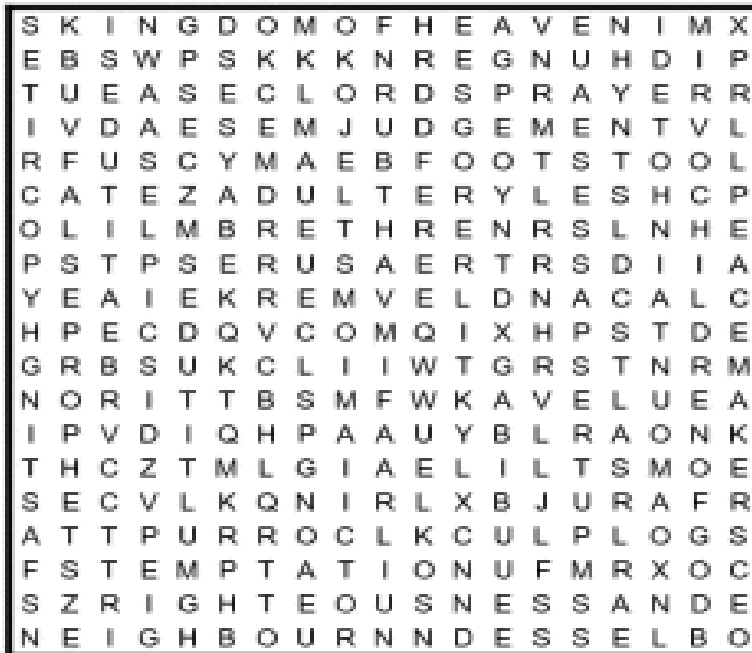 S K I N G D O M O F H E A V E N I M X
E B S W P S K K K N R E G N U H D I P
T U E A S E C L O R D S P R A Y E R R
I V D A E S E M J U D G E M E N T V L
R F U S C Y M A E B F O O T S T O O L
C A T E Z A D U L T E R Y L E S H C P
O L I L M B R E T H R E N R S L N H E
P S T P S E R U S A E R T R S D I I A
Y E A I E K R E M V E L D N A C A L C
H P E C D Q V C O M Q I X H P S T D E
G R B S U K C L I I W T G R S T N R M
N O R I T T B S M F W K A V E L U E A
I P V D I Q H P A A U Y B L R A O N K
T H C Z T M L G I A E L I L T S M O E
S E C V L K Q N I R L X B J U R A F R
A T T P U R R O C L K C U L P L O G S
F S T E M P T A T I O N U F M R X O C
S Z R I G H T E O U S N E S S A N D E
N E I G H B O U R N N D E S S E L B O